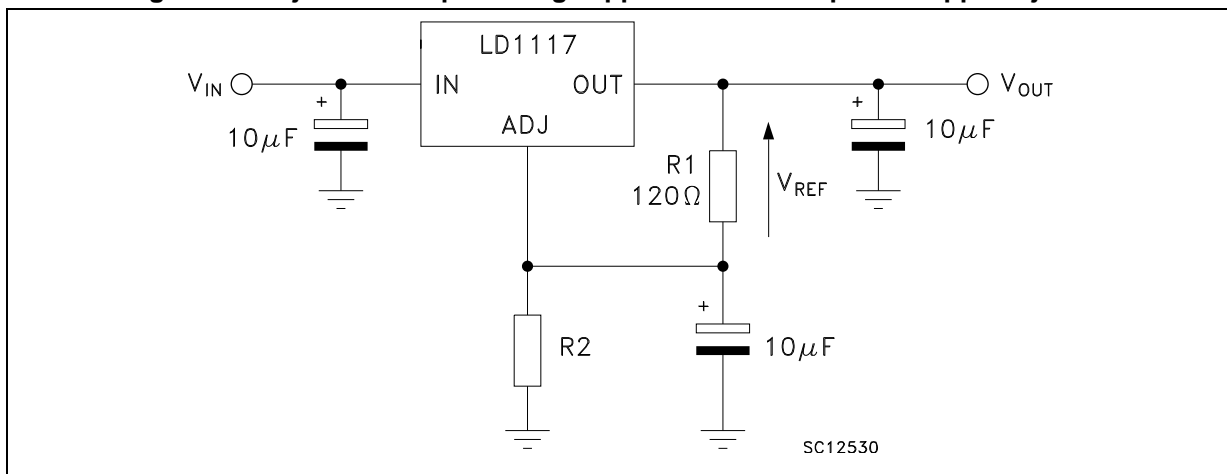 LD1117
V_IN
IN
OUT
V_OUT
+
10μF
ADJ
+
10μF
R1
120Ω
V_REF
+
R2
10μF
SC12530